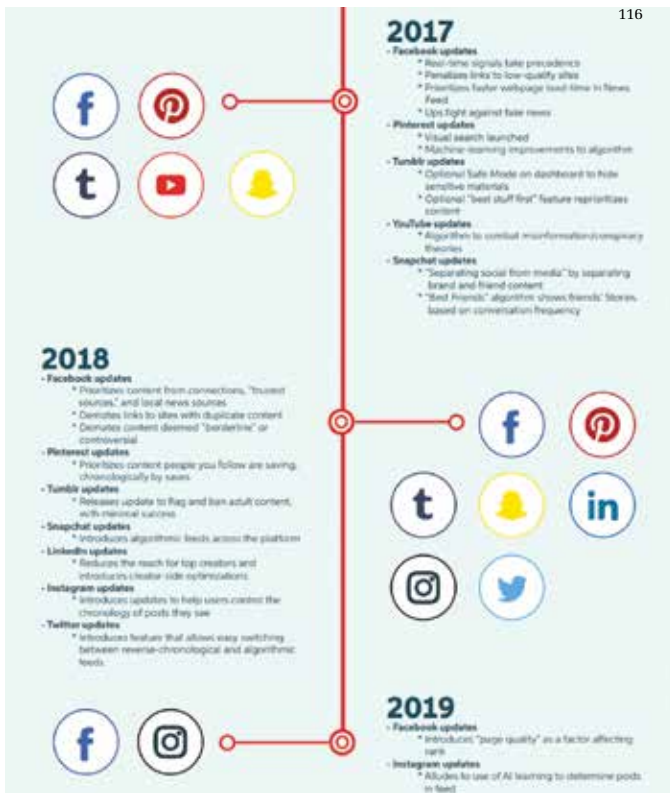 116
2017
- Facebook updates
* Real-time signals take precedence
* Penalizes links to low-quality sites
* Prioritizes faster webpage load-time in News
Feed
* Ups fight against fake news
- Pinterest updates
* Visual search launched
* Machine-learning improvements to algorithm
- Tumblr updates
* Optional Safe Mode on dashboard to hide
sensitive materials
* Optional "best stuff first" feature reprioritizes
content
- YouTube updates
* Algorithm to combat misinformation/conspiracy
theories
- Snapchat updates
* "Separating social from media" by separating
brand and friend content
* "Best Friends" algorithm shows friends' Stories
based on conversation frequency
2018
- Facebook updates
* Prioritizes content from connections, "trusted
sources," and local news sources
* Demotes links to sites with duplicate content
* Demotes content deemed "borderline" or
controversial
- Pinterest updates
* Prioritizes content people you follow are saving,
chronologically by saves
- Tumblr updates
* Releases update to flag and ban adult content,
with minimal success
- Snapchat updates
* Introduces algorithmic feeds across the platform
- LinkedIn updates
* Reduces the reach for top creators and
introduces creator-side optimizations
- Instagram updates
* Introduces updates to help users control the
chronology of posts they see
- Twitter updates
* Introduces feature that allows easy switching
between reverse-chronological and algorithmic
feeds
2019
- Facebook updates
* Introduces "page quality" as a factor affecting
rank
- Instagram updates
* Alludes to use of AI learning to determine pods
in feed